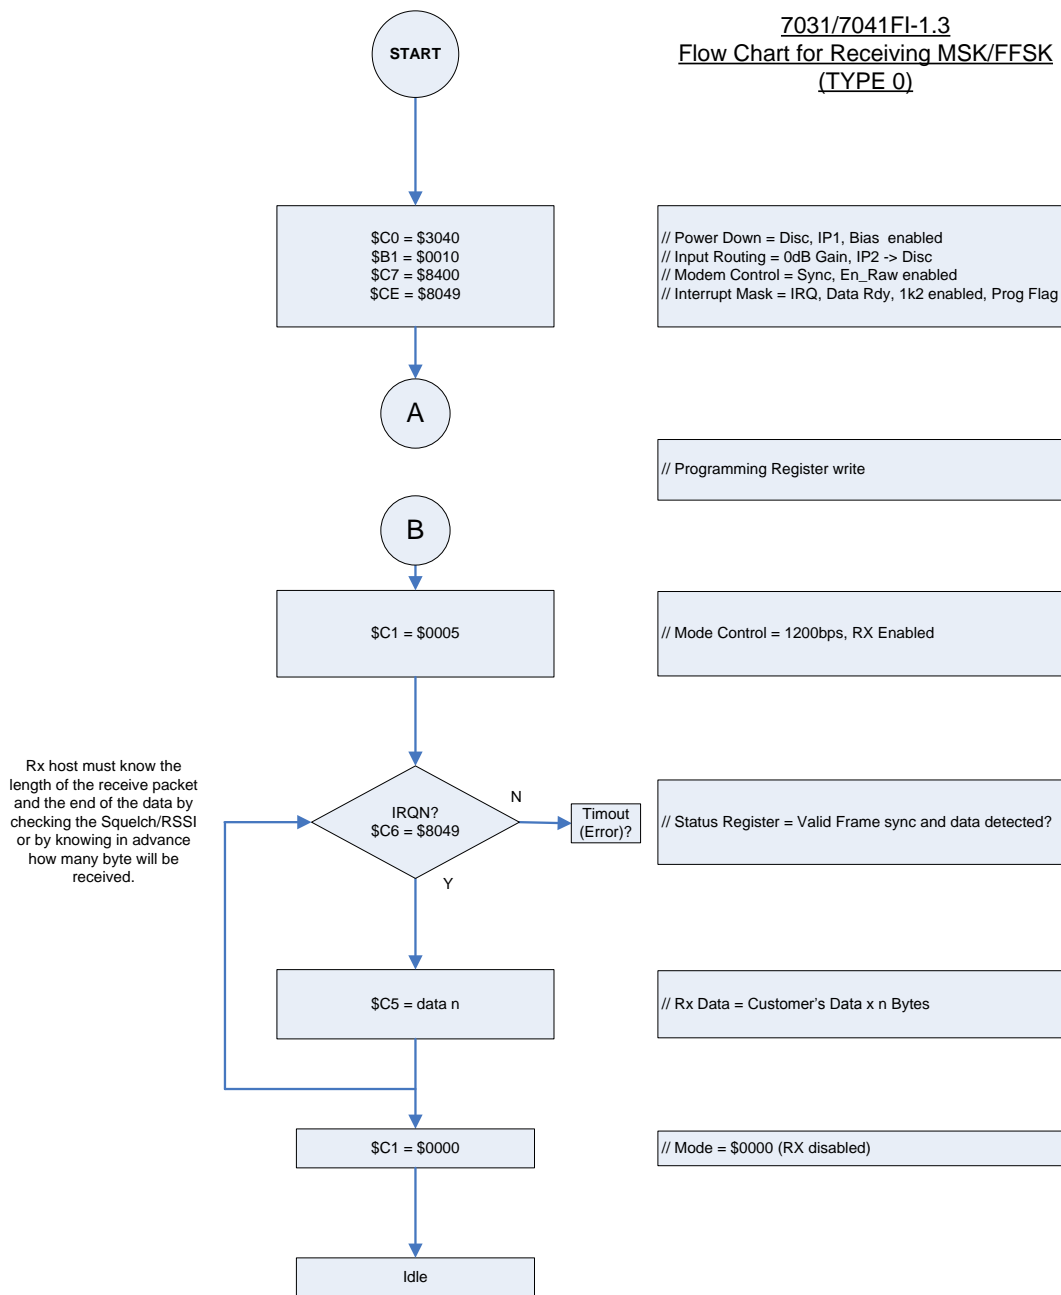 7031/7041FI-1.3
Flow Chart for Receiving MSK/FFSK
(TYPE 0)
START
$C0 = $3040
$B1 = $0010
$C7 = $8400
$CE = $8049
// Power Down = Disc, IP1, Bias  enabled
// Input Routing = 0dB Gain, IP2 -> Disc
// Modem Control = Sync, En_Raw enabled
// Interrupt Mask = IRQ, Data Rdy, 1k2 enabled, Prog Flag
A
// Programming Register write
B
$C1 = $0005
// Mode Control = 1200bps, RX Enabled
Rx host must know the
length of the receive packet
and the end of the data by
checking the Squelch/RSSI
or by knowing in advance
how many byte will be
received.
IRQN?
$C6 = $8049
N
Timout
(Error)?
// Status Register = Valid Frame sync and data detected?
Y
$C5 = data n
// Rx Data = Customer's Data x n Bytes
$C1 = $0000
// Mode = $0000 (RX disabled)
Idle